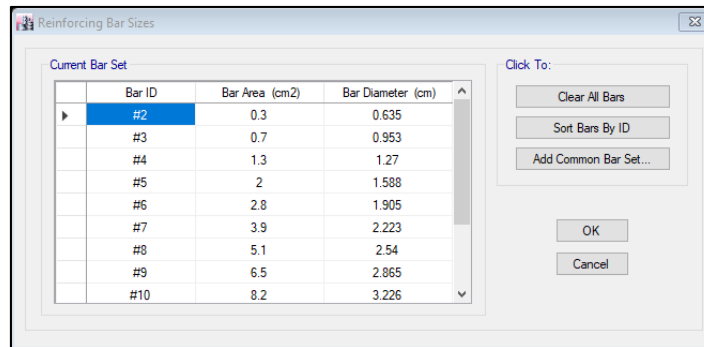 Reinforcing Bar Sizes
Current Bar Set
Bar ID Bar Area (cm2) Bar Diameter (cm)
#2 0.3 0.635
#3 0.7 0.953
#4 1.3 1.27
#5 2 1.588
#6 2.8 1.905
#7 3.9 2.223
#8 5.1 2.54
#9 6.5 2.865
#10 8.2 3.226
Click To:
Clear All Bars
Sort Bars By ID
Add Common Bar Set...
OK
Cancel